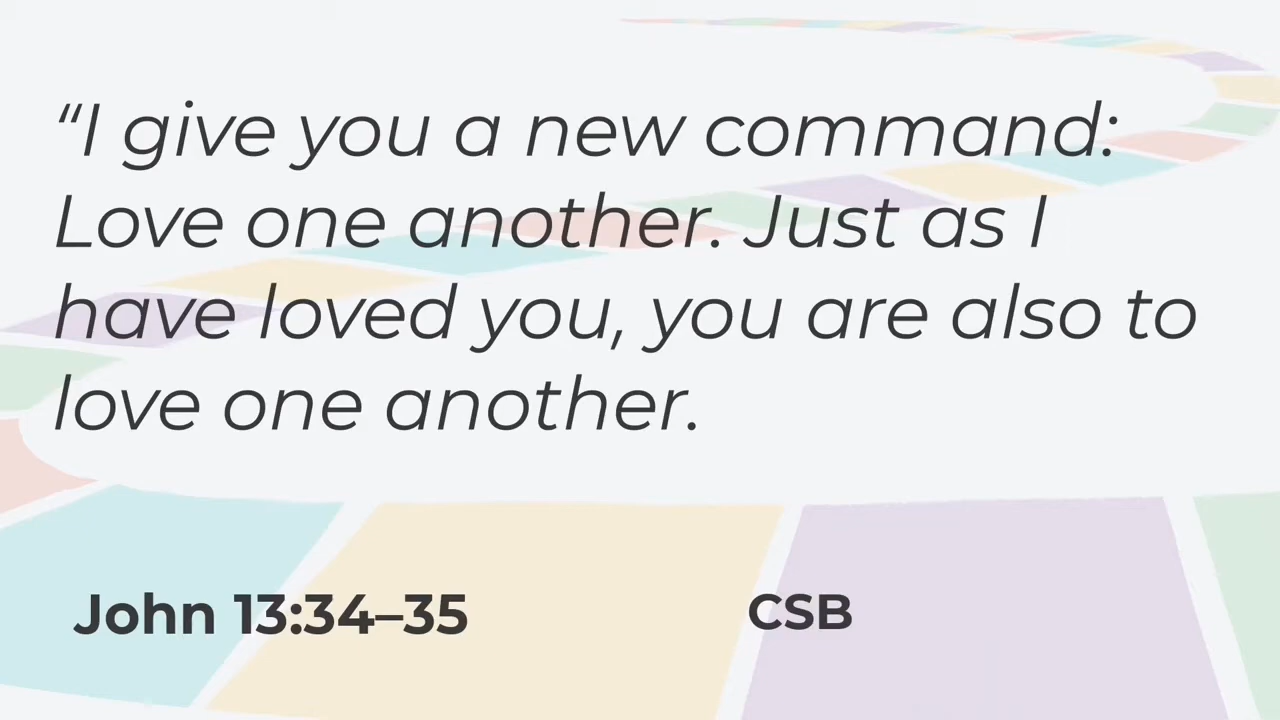 “I give you a new command:
Love one another. Just as I
have loved you, you are also to
love one another.
John 13:34–35 CSB